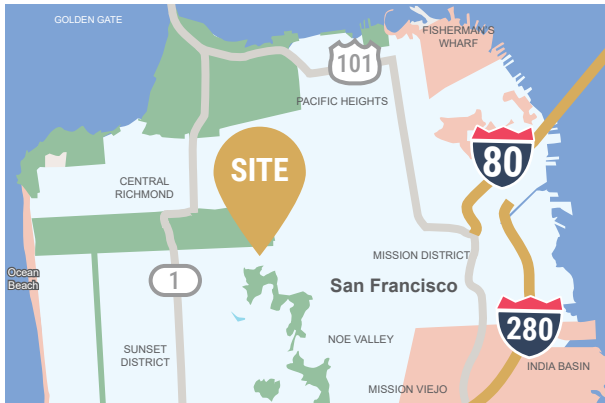 GOLDEN GATE
FISHERMAN'S
WHARF
101
PACIFIC HEIGHTS
80
SITE
CENTRAL
RICHMOND
MISSION DISTRICT
Ocean
Beach
1
San Francisco
280
NOE VALLEY
SUNSET
DISTRICT
INDIA BASIN
MISSION VIEJO